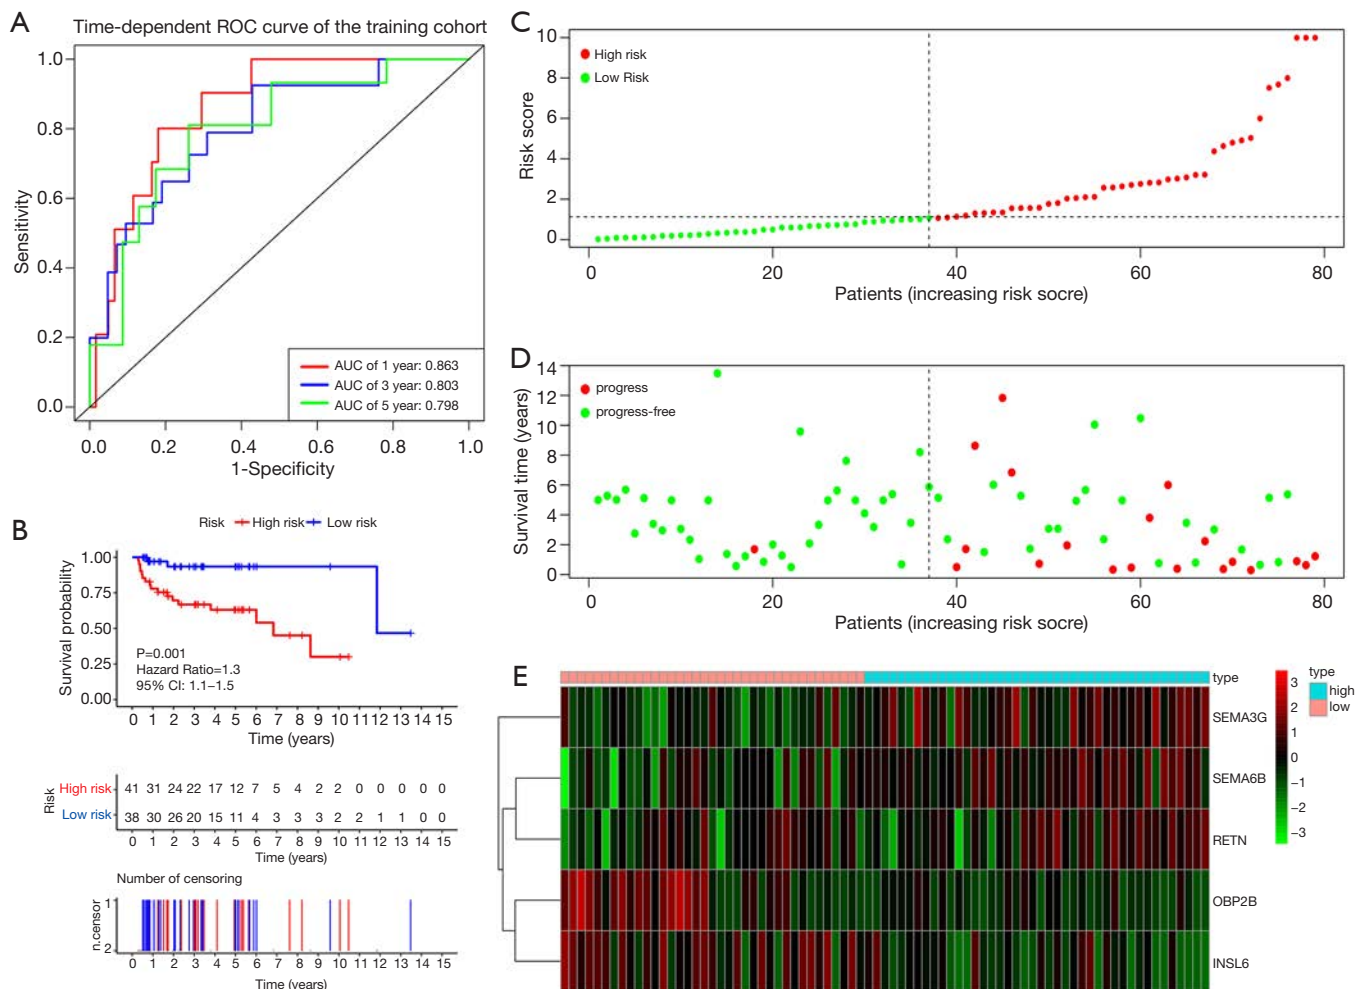 A
Time-dependent ROC curve of the training cohort
1.0
0.8
0.6
0.4
0.2
0.0
Sensitivity
AUC of 1 year: 0.863
AUC of 3 year: 0.803
AUC of 5 year: 0.798
0.0 0.2 0.4 0.6 0.8 1.0
1-Specificity
B
Risk High risk Low risk
1.00
0.75
0.50
0.25
0.00
Survival probability
P=0.001
Hazard Ratio=1.3
95% CI: 1.1–1.5
0 1 2 3 4 5 6 7 8 9 10 11 12 13 14 15
Time (years)
Risk
High risk 41 31 24 22 17 12 7 5 4 2 2 0 0 0 0 0
Low risk 38 30 26 20 15 11 4 3 3 3 2 2 1 1 0 0
0 1 2 3 4 5 6 7 8 9 10 11 12 13 14 15
Time (years)
Number of censoring
n.censor
1
2
0 1 2 3 4 5 6 7 8 9 10 11 12 13 14 15
Time (years)
C
10
8
6
4
2
0
Risk score
High risk
Low Risk
0 20 40 60 80
Patients (increasing risk socre)
D
14
12
10
8
6
4
2
0
Survival time (years)
progress
progress-free
0 20 40 60 80
Patients (increasing risk socre)
E
type
SEMA3G
SEMA6B
RETN
OBP2B
INSL6
3
2
1
0
−1
−2
−3
type
high
low